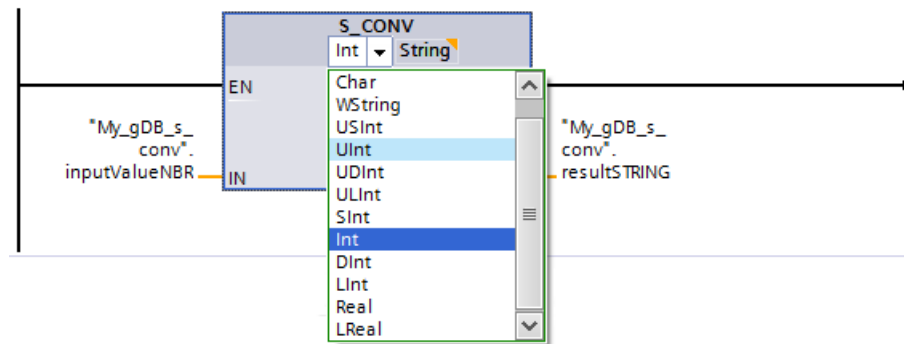 S_CONV
Int String
EN
"My_gDB_s_
conv".
inputValueNBR
IN
Char
WString
USInt
UInt
UDInt
ULInt
SInt
Int
DInt
LInt
Real
LReal
"My_gDB_s_
conv".
resultSTRING